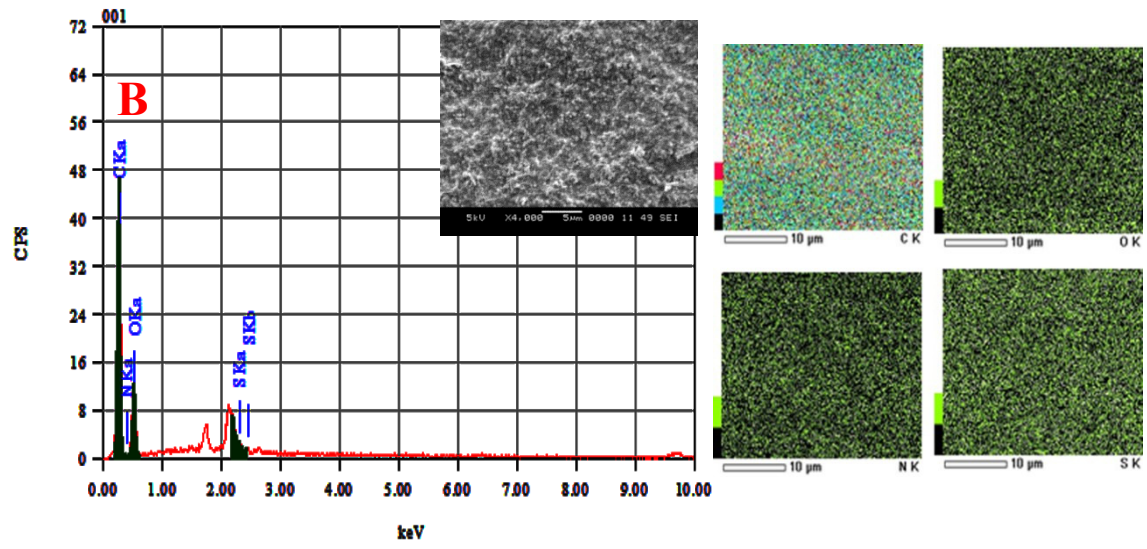 001
72
64
56
48
40
32
24
16
8
0
CPS
B
CKa
NKa
OKa
SKa
SKb
0.00 1.00 2.00 3.00 4.00 5.00 6.00 7.00 8.00 9.00 10.00
keV
5kV X4,000 5µm 0000 11 49 SEI
10 µm C K
10 µm O K
10 µm N K
10 µm S K